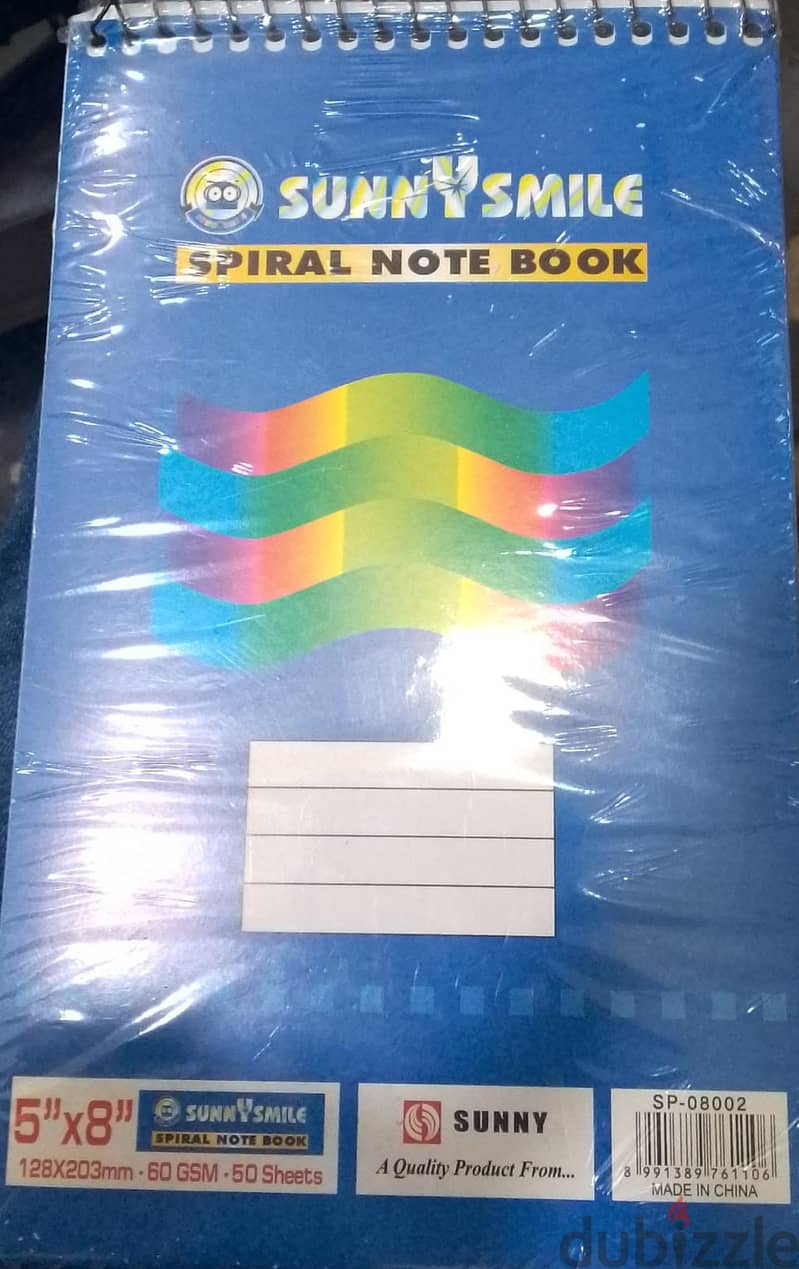 SUNNYSMILE
SPIRAL NOTE BOOK
5"x8"
SUNNYSMILE
SPIRAL NOTE BOOK
128X203mm · 60 GSM · 50 Sheets
SUNNY
A Quality Product From...
SP-08002
8 991389 761106
MADE IN CHINA
dubizzle